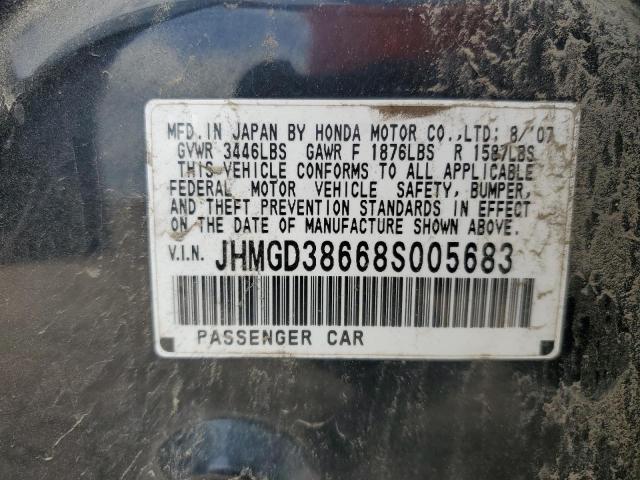 MFD. IN JAPAN BY HONDA MOTOR CO., LTD: 8/'07
GVWR 3446LBS GAWR F 1876LBS R 1587LBS
THIS VEHICLE CONFORMS TO ALL APPLICABLE
FEDERAL MOTOR VEHICLE SAFETY, BUMPER,
AND THEFT PREVENTION STANDARDS IN EFFECT
ON THE DATE OF MANUFACTURE SHOWN ABOVE.
V.I.N. JHMGD38668S005683
PASSENGER CAR